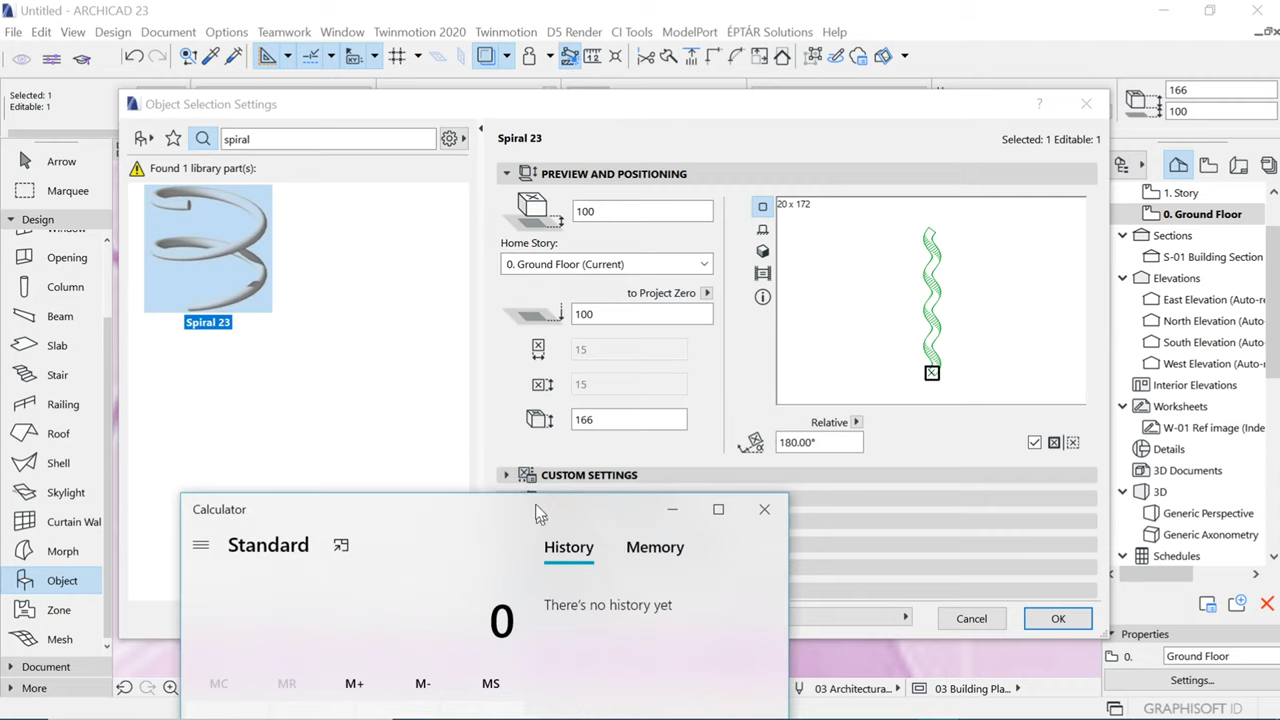 Untitled - ARCHICAD 23
File Edit View Design Document Options Teamwork Window Twinmotion 2020 Twinmotion D5 Render CI Tools ModelPort ÉPTÁR Solutions Help
Selected: 1
Editable: 1
166
100
Object Selection Settings
?
spiral
Found 1 library part(s):
Spiral 23
Spiral 23
Selected: 1 Editable: 1
PREVIEW AND POSITIONING
100
Home Story:
0. Ground Floor (Current)
to Project Zero
100
15
15
166
20 x 172
Relative
180.00°
CUSTOM SETTINGS
Cancel
OK
Arrow
Marquee
Design
Opening
Column
Beam
Slab
Stair
Railing
Roof
Shell
Skylight
Curtain Wal
Morph
Object
Zone
Mesh
Document
More
Calculator
Standard
History
Memory
There's no history yet
0
MC MR M+ M- MS
1. Story
0. Ground Floor
Sections
S-01 Building Section
Elevations
East Elevation (Auto-re
North Elevation (Auto
South Elevation (Auto-
West Elevation (Auto-
Interior Elevations
Worksheets
W-01 Ref image (Inde
Details
3D Documents
3D
Generic Perspective
Generic Axonometry
Schedules
Properties
0. Ground Floor
Settings...
03 Architectura...
03 Building Pla...
GRAPHISOFT ID